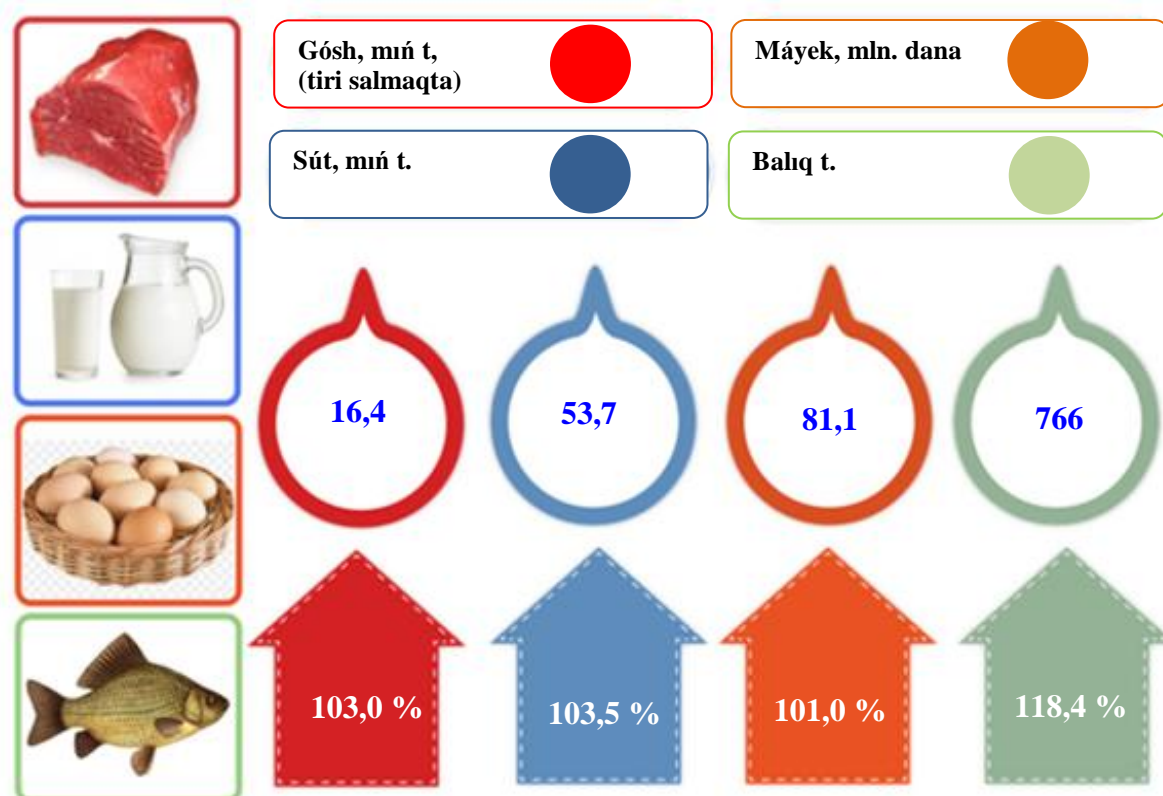 Gósh, mıń t,
(tiri salmaqta)
Máyek, mln. dana
Sút, mıń t.
Balıq t.
16,4
53,7
81,1
766
103,0 %
103,5 %
101,0 %
118,4 %